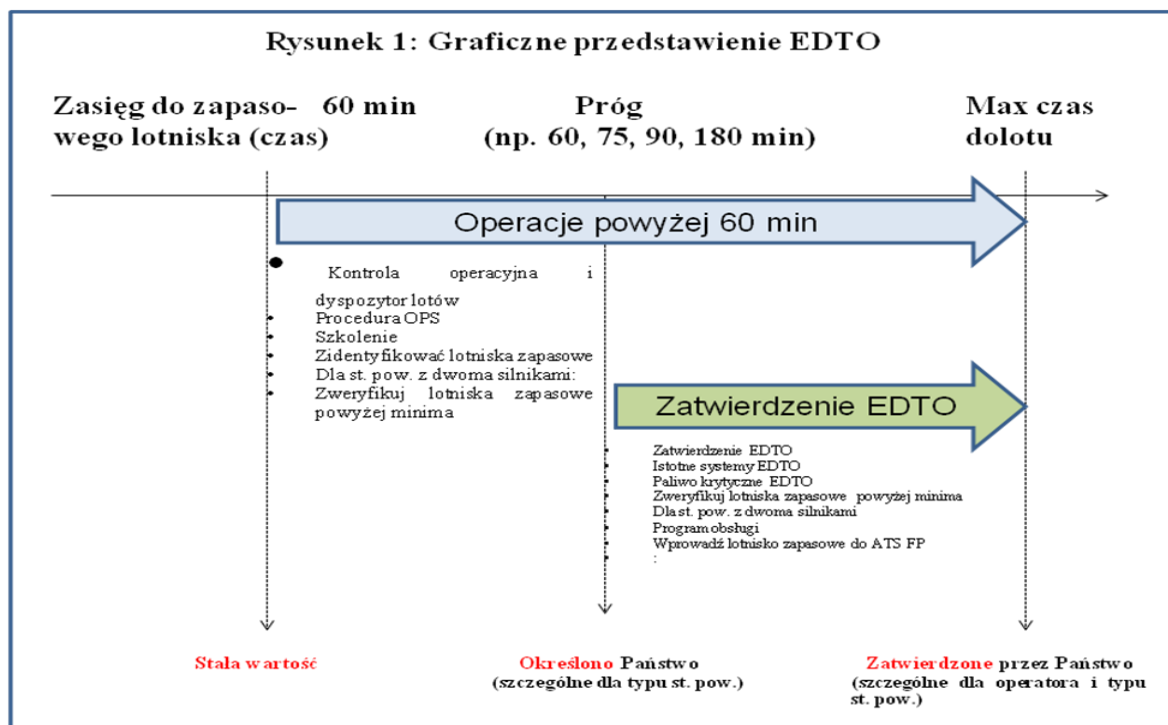 Rysunek 1: Graficzne przedstawienie EDTO
Zasięg do zapaso- 60 min
wego lotniska (czas)
Próg
(np. 60, 75, 90, 180 min)
Max czas
dolotu
Operacje powyżej 60 min
Kontrola operacyjna i
dyspozytor lotów
Procedura OPS
Szkolenie
Zidentyfikować lotniska zapasowe
Dla st. pow. z dwoma silnikami:
Zweryfikuj lotniska zapasowe
powyżej minima
Zatwierdzenie EDTO
Zatwierdzenie EDTO
Istotne systemy EDTO
Paliwo krytyczne EDTO
Zweryfikuj lotniska zapasowe powyżej minima
Dla st. pow. z dwoma silnikami
Program obsługi
Wprowadź lotnisko zapasowe do ATS FP
:
Stała wartość
Określono Państwo
(szczególne dla typu st. pow.)
Zatwierdzone przez Państwo
(szczególne dla operatora i typu
st. pow.)